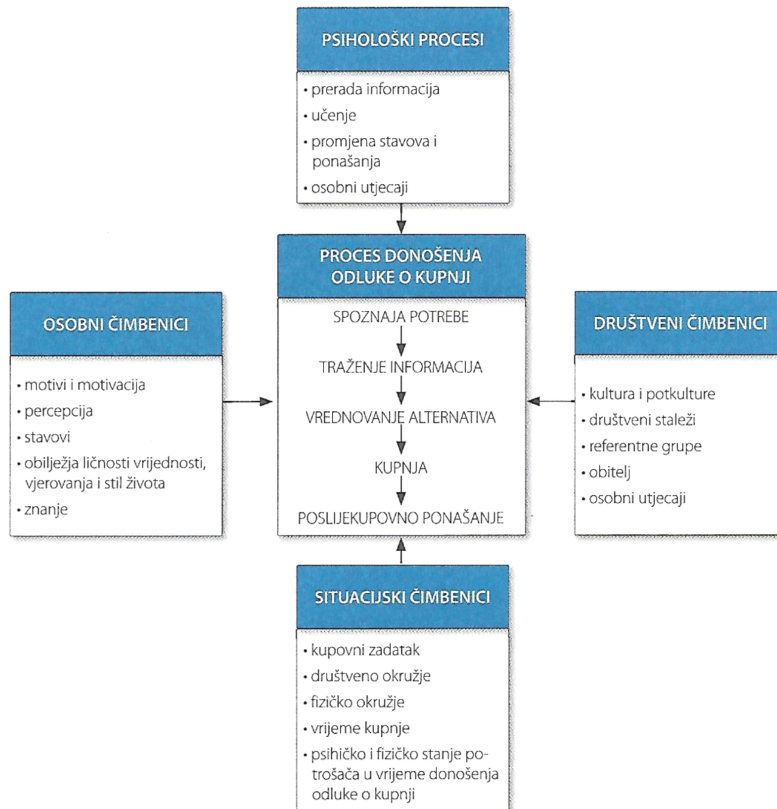 PSIHOLOŠKI PROCESI
• prerada informacija
• učenje
• promjena stavova i
ponašanja
• osobni utjecaji
PROCES DONOŠENJA
ODLUKE O KUPNJI
SPOZNAJA POTREBE
TRAŽENJE INFORMACIJA
VREDNOVANJE ALTERNATIVA
KUPNJA
POSLIJEKUPOVNO PONAŠANJE
OSOBNI ČIMBENICI
• motivi i motivacija
• percepcija
• stavovi
• obilježja ličnosti vrijednosti,
vjerovanja i stil života
• znanje
DRUŠTVENI ČIMBENICI
• kultura i potkulture
• društveni staleži
• referentne grupe
• obitelj
• osobni utjecaji
SITUACIJSKI ČIMBENICI
• kupovni zadatak
• društveno okružje
• fizičko okružje
• vrijeme kupnje
• psihičko i fizičko stanje po-
trošača u vrijeme donošenja
odluke o kupnji